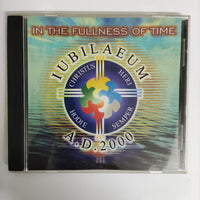 IN THE FULLNESS OF TIME
IUBILAEUM
CHRISTUS HERI
HODIE SEMPER
A.D. 2000